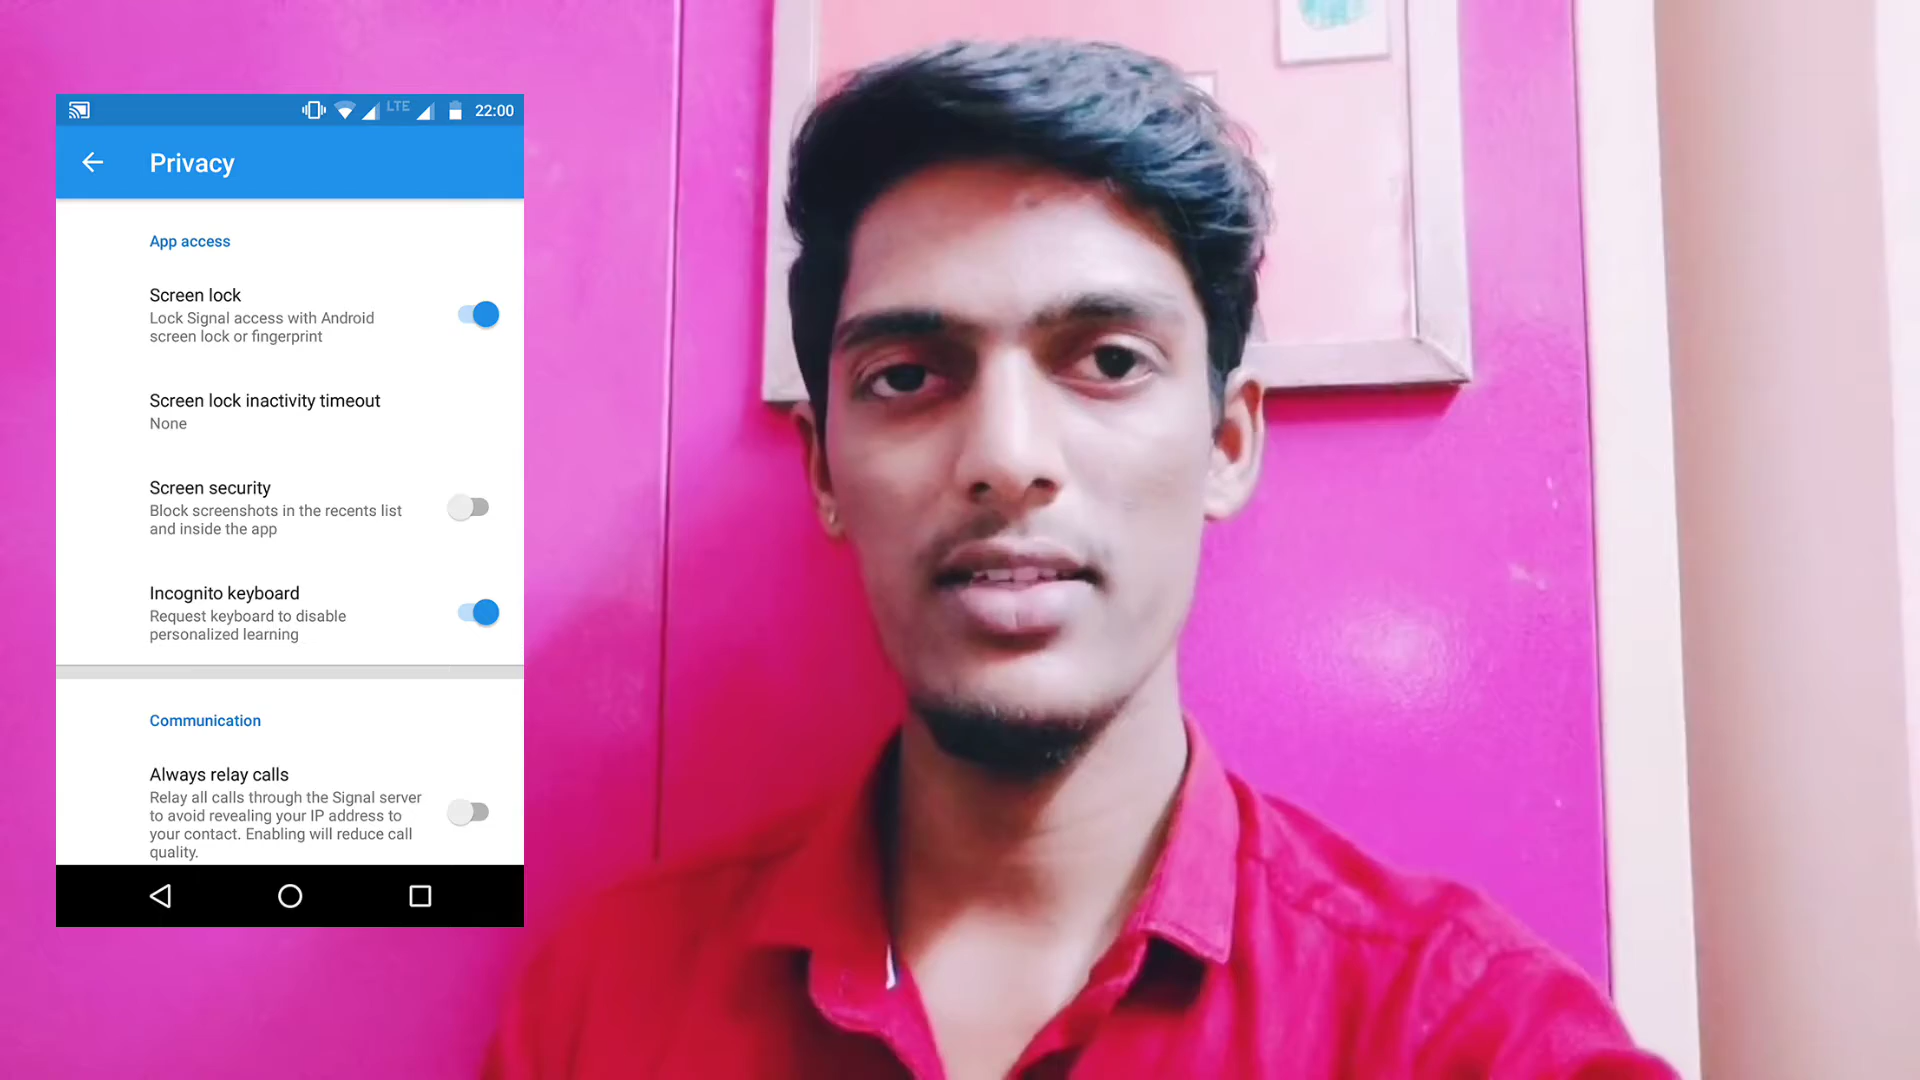 LTE 22:00
Privacy
App access
Screen lock
Lock Signal access with Android
screen lock or fingerprint
Screen lock inactivity timeout
None
Screen security
Block screenshots in the recents list
and inside the app
Incognito keyboard
Request keyboard to disable
personalized learning
Communication
Always relay calls
Relay all calls through the Signal server
to avoid revealing your IP address to
your contact. Enabling will reduce call
quality.